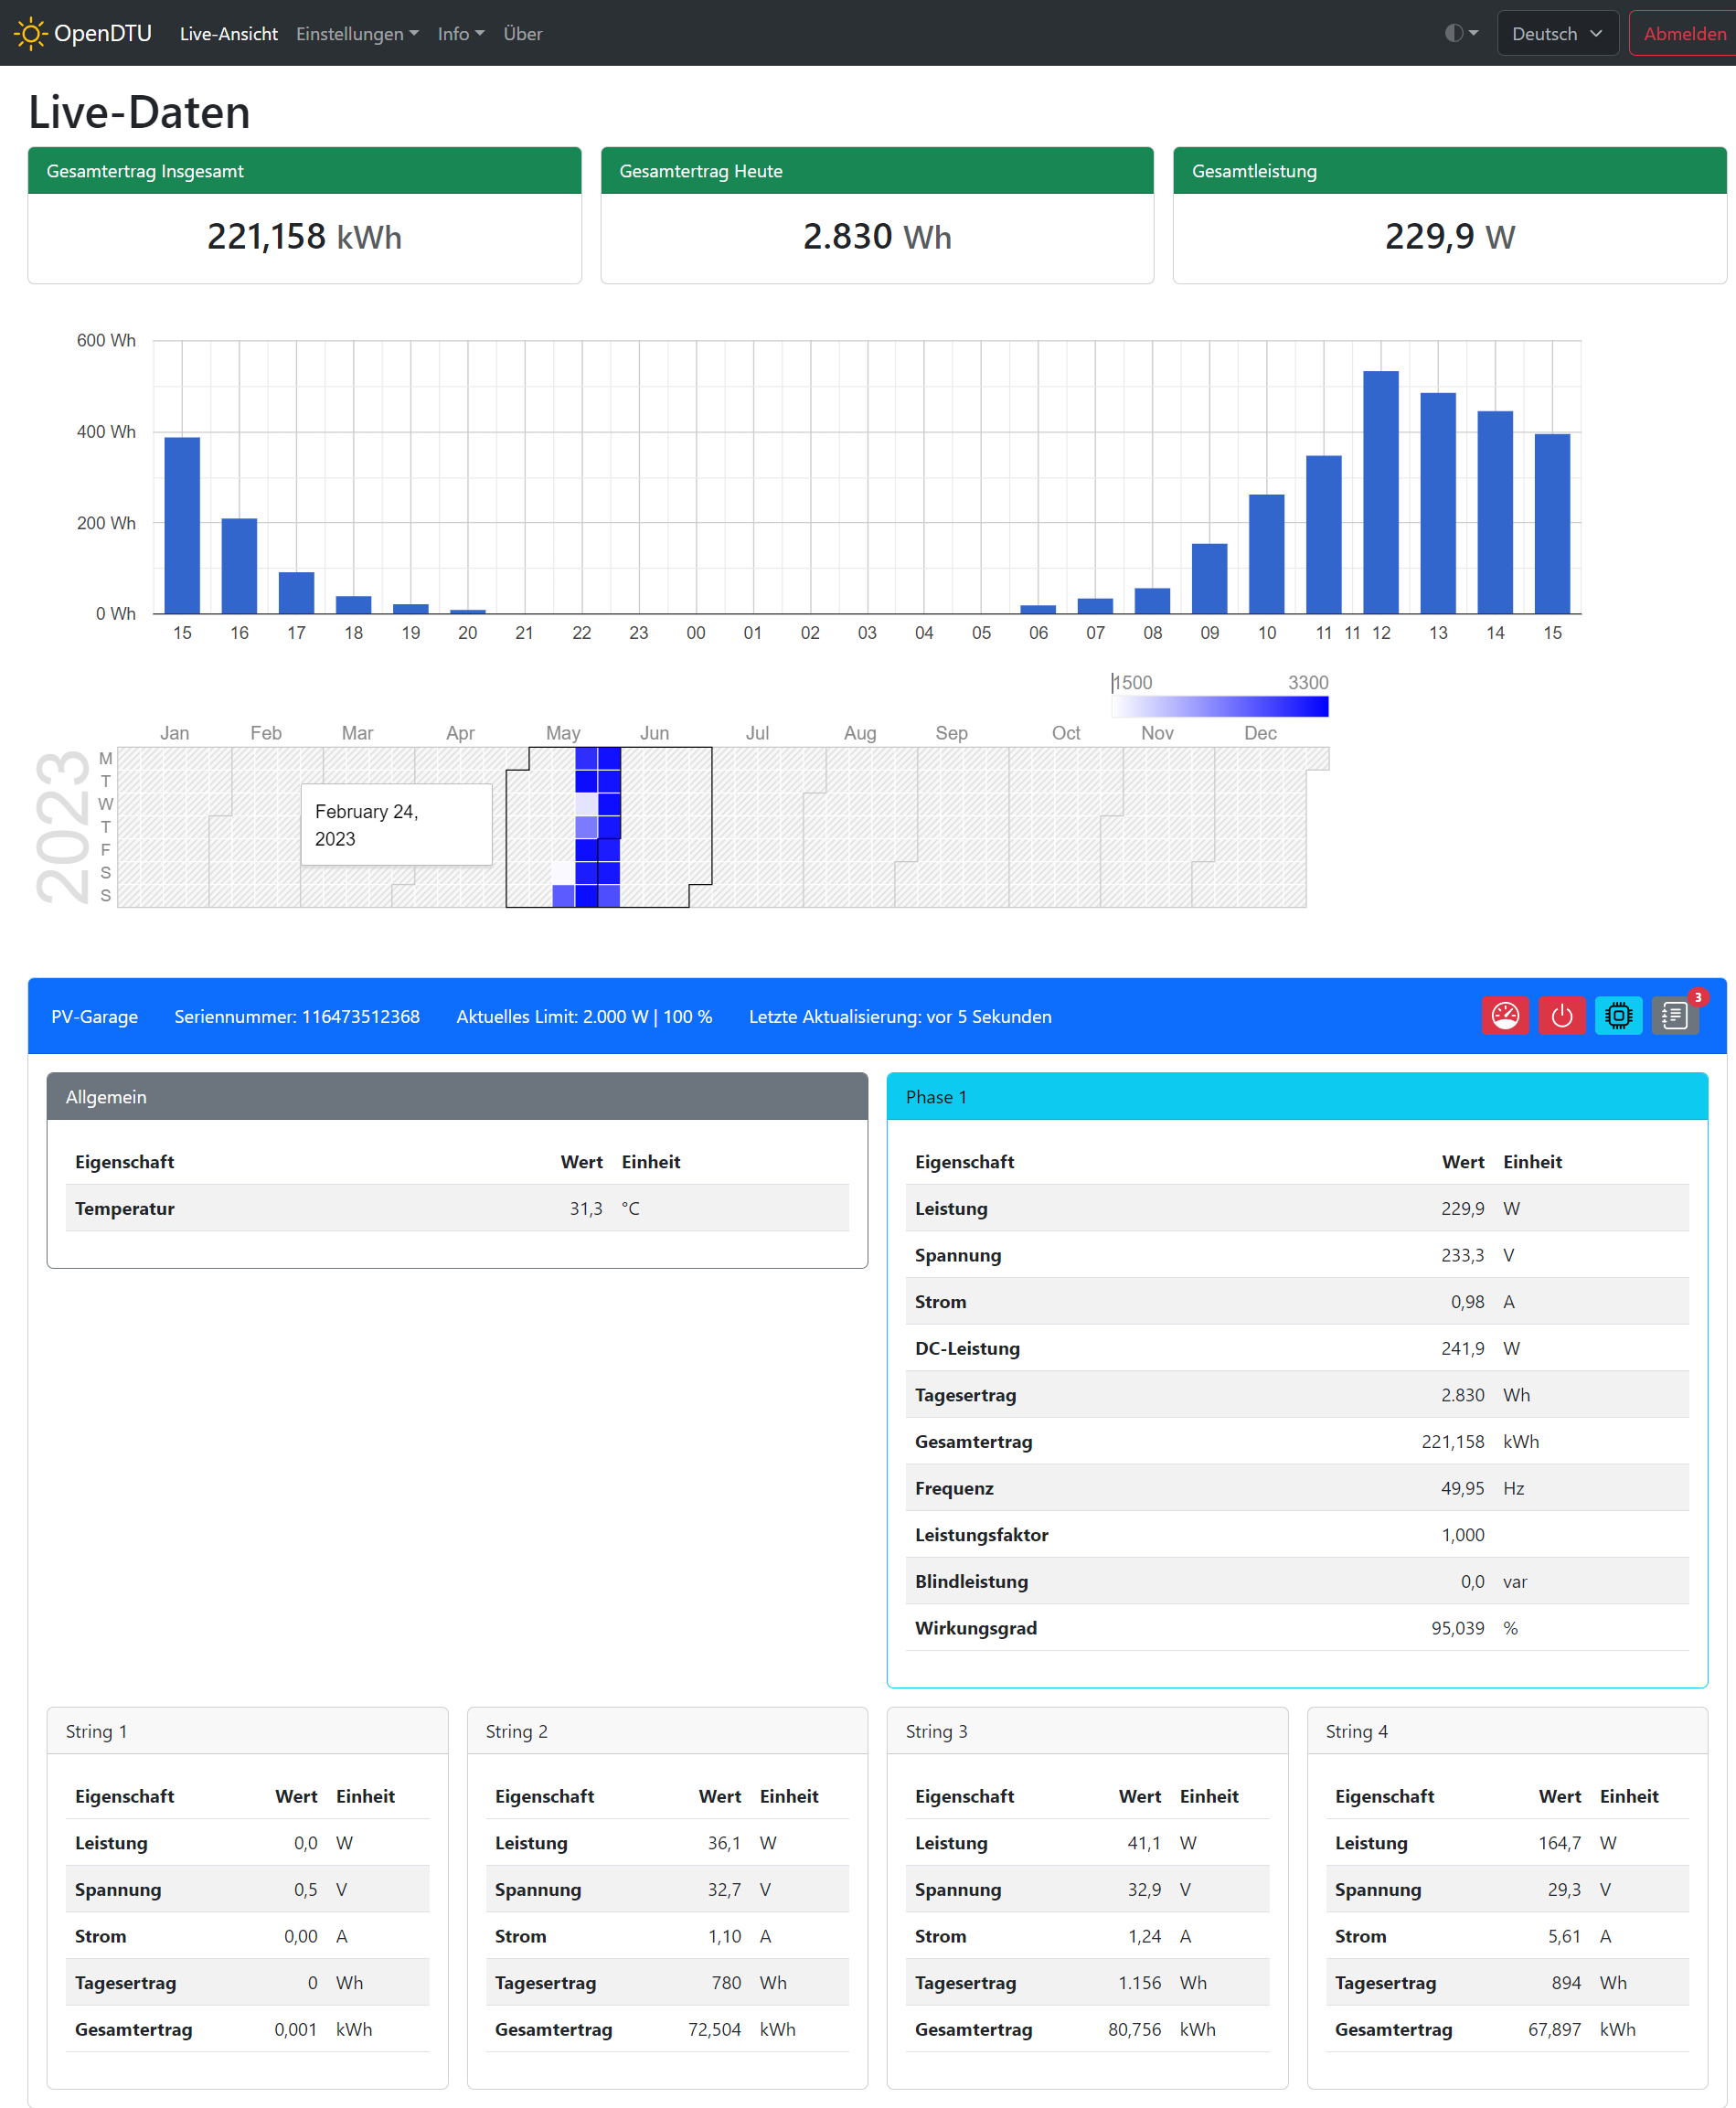 OpenDTU Live-Ansicht Einstellungen Info Über Deutsch Abmelden
Live-Daten
Gesamtertrag Insgesamt
221,158 kWh
Gesamtertrag Heute
2.830 Wh
Gesamtleistung
229,9 W
600 Wh
400 Wh
200 Wh
0 Wh
15 16 17 18 19 20 21 22 23 00 01 02 03 04 05 06 07 08 09 10 11 11 12 13 14 15
1500 3300
Jan Feb Mar Apr May Jun Jul Aug Sep Oct Nov Dec
2023
M
T
W
T
F
S
S
February 24,
2023
PV-Garage Seriennummer: 116473512368 Aktuelles Limit: 2.000 W | 100 % Letzte Aktualisierung: vor 5 Sekunden 3
Allgemein
Eigenschaft Wert Einheit
Temperatur 31,3 °C
Phase 1
Eigenschaft Wert Einheit
Leistung 229,9 W
Spannung 233,3 V
Strom 0,98 A
DC-Leistung 241,9 W
Tagesertrag 2.830 Wh
Gesamtertrag 221,158 kWh
Frequenz 49,95 Hz
Leistungsfaktor 1,000
Blindleistung 0,0 var
Wirkungsgrad 95,039 %
String 1
Eigenschaft Wert Einheit
Leistung 0,0 W
Spannung 0,5 V
Strom 0,00 A
Tagesertrag 0 Wh
Gesamtertrag 0,001 kWh
String 2
Eigenschaft Wert Einheit
Leistung 36,1 W
Spannung 32,7 V
Strom 1,10 A
Tagesertrag 780 Wh
Gesamtertrag 72,504 kWh
String 3
Eigenschaft Wert Einheit
Leistung 41,1 W
Spannung 32,9 V
Strom 1,24 A
Tagesertrag 1.156 Wh
Gesamtertrag 80,756 kWh
String 4
Eigenschaft Wert Einheit
Leistung 164,7 W
Spannung 29,3 V
Strom 5,61 A
Tagesertrag 894 Wh
Gesamtertrag 67,897 kWh